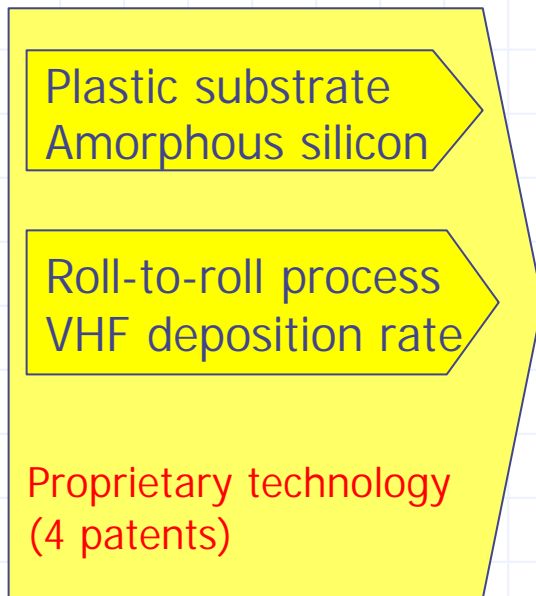 Plastic substrate
Amorphous silicon
Roll-to-roll process
VHF deposition rate
Proprietary technology
(4 patents)